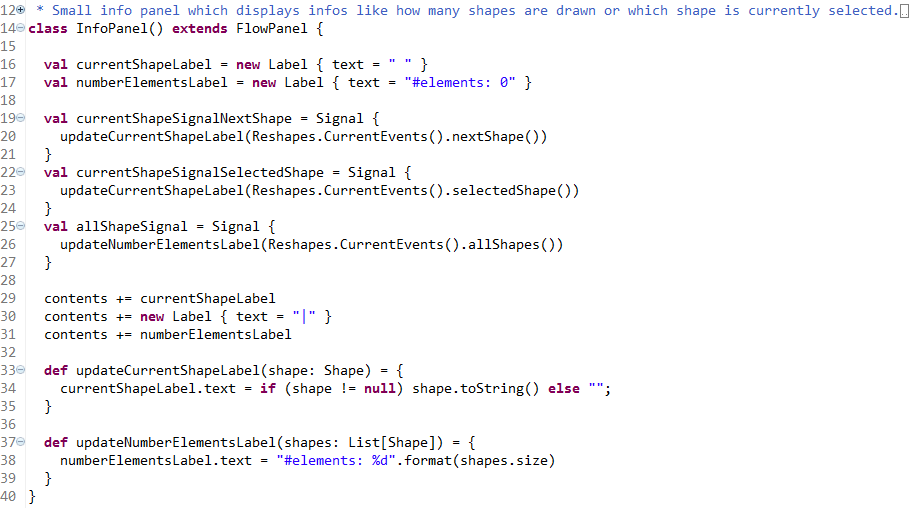 12 * Small info panel which displays infos like how many shapes are drawn or which shape is currently selected.
14 class InfoPanel() extends FlowPanel {
15
16   val currentShapeLabel = new Label { text = " " }
17   val numberElementsLabel = new Label { text = "#elements: 0" }
18
19   val currentShapeSignalNextShape = Signal {
20     updateCurrentShapeLabel(Reshapes.CurrentEvents().nextShape())
21   }
22   val currentShapeSignalSelectedShape = Signal {
23     updateCurrentShapeLabel(Reshapes.CurrentEvents().selectedShape())
24   }
25   val allShapeSignal = Signal {
26     updateNumberElementsLabel(Reshapes.CurrentEvents().allShapes())
27   }
28
29   contents += currentShapeLabel
30   contents += new Label { text = "|" }
31   contents += numberElementsLabel
32
33   def updateCurrentShapeLabel(shape: Shape) = {
34     currentShapeLabel.text = if (shape != null) shape.toString() else "";
35   }
36
37   def updateNumberElementsLabel(shapes: List[Shape]) = {
38     numberElementsLabel.text = "#elements: %d".format(shapes.size)
39   }
40 }